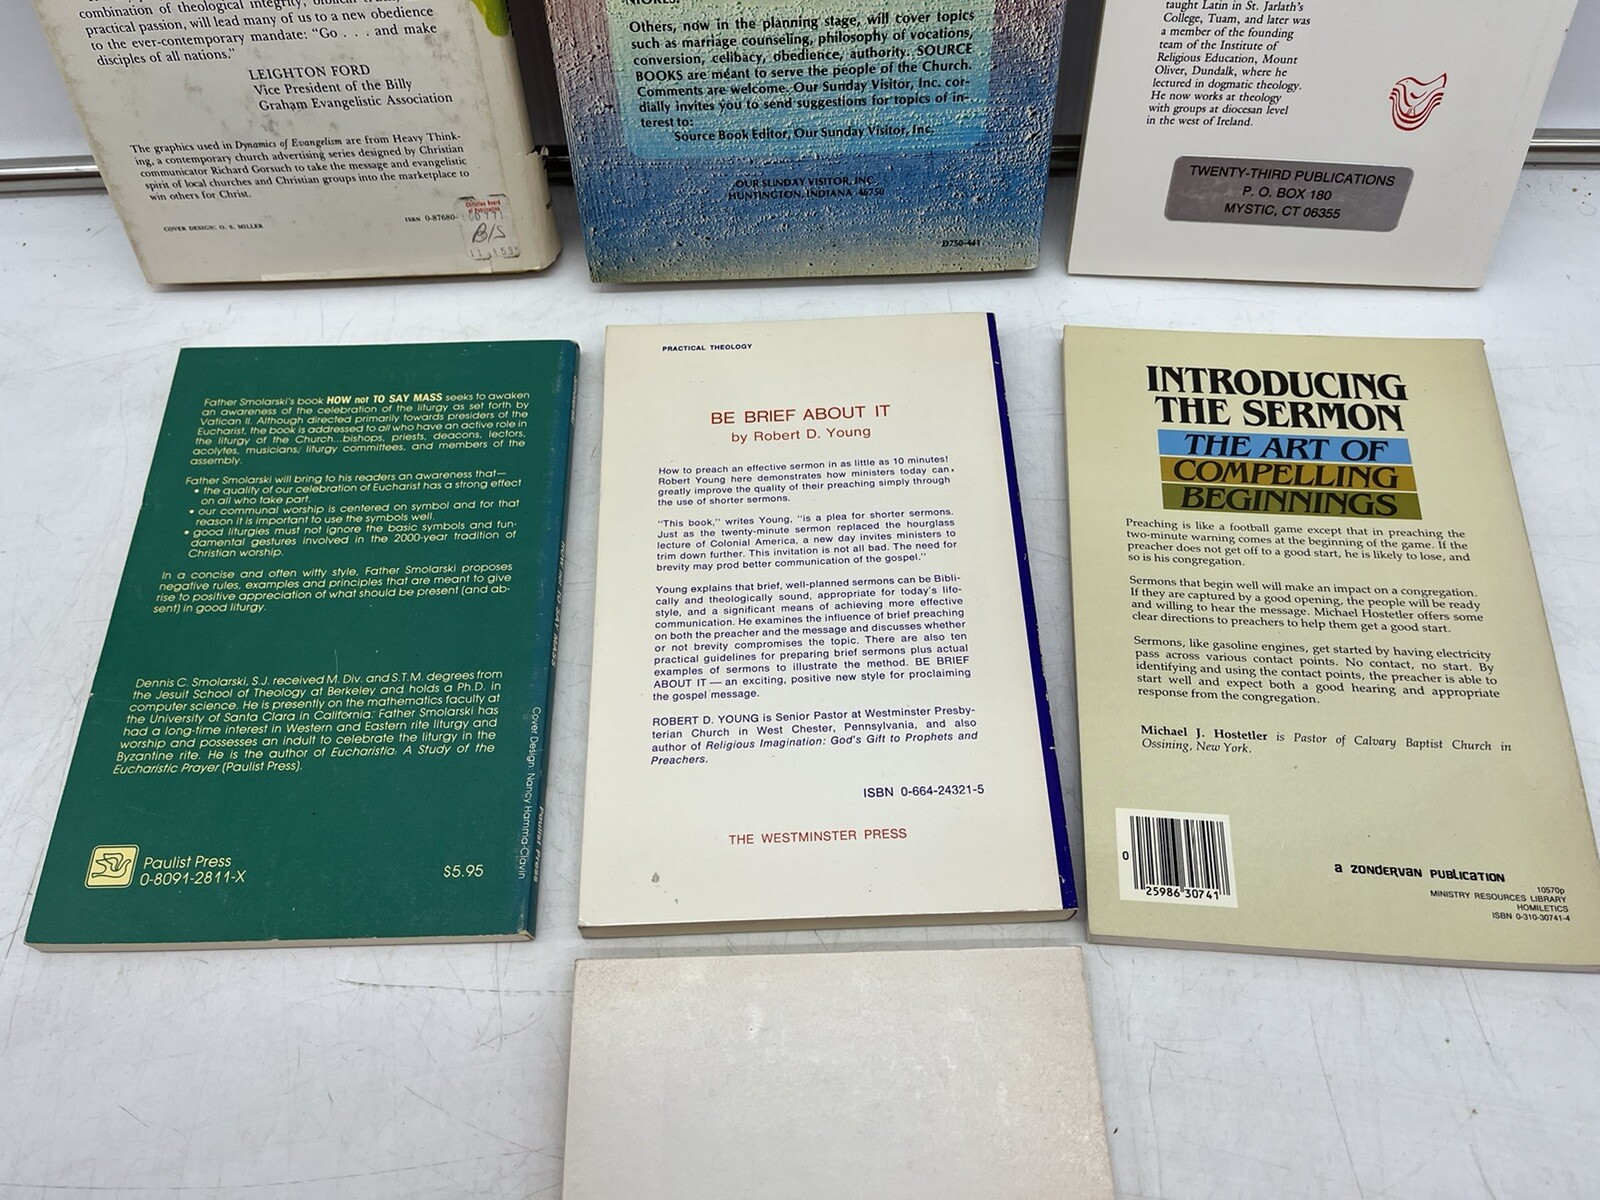 combination of theological integrity, biblical
practical passion, will lead many of us to a new obedience
to the ever-contemporary mandate: "Go . . . and make
disciples of all nations."
LEIGHTON FORD
Vice President of the Billy
Graham Evangelistic Association
The graphics used in Dynamics of Evangelism are from Heavy Think-
ing, a contemporary church advertising series designed by Christian
communicator Richard Gorsuch to take the message and evangelistic
spirit of local churches and Christian groups into the marketplace to
win others for Christ.
ISBN 0-87680-
COVER DESIGN: O. S. MILLER
Christian Board
of Publication
B/S
Others, now in the planning stage, will cover topics
such as marriage counseling, philosophy of vocations,
conversion, celibacy, obedience, authority. SOURCE
BOOKS are meant to serve the people of the Church.
Comments are welcome. Our Sunday Visitor, Inc. cor-
dially invites you to send suggestions for topics of in-
terest to:
Source Book Editor, Our Sunday Visitor, Inc.
OUR SUNDAY VISITOR, INC.
HUNTINGTON, INDIANA 46750
D750-441
taught Latin in St. Jarlath's
College, Tuam, and later was
a member of the founding
team of the Institute of
Religious Education, Mount
Oliver, Dundalk, where he
lectured in dogmatic theology.
He now works at theology
with groups at diocesan level
in the west of Ireland.
TWENTY-THIRD PUBLICATIONS
P. O. BOX 180
MYSTIC, CT 06355
Father Smolarski's book HOW not TO SAY MASS seeks to awaken
an awareness of the celebration of the liturgy as set forth by
Vatican II. Although directed primarily towards presiders of the
Eucharist, the book is addressed to all who have an active role in
the liturgy of the Church...bishops, priests, deacons, lectors,
acolytes, musicians, liturgy committees, and members of the
assembly.
Father Smolarski will bring to his readers an awareness that—
• the quality of our celebration of Eucharist has a strong effect
on all who take part.
• our communal worship is centered on symbol and for that
reason it is important to use the symbols well.
• good liturgies must not ignore the basic symbols and fun-
damental gestures involved in the 2000-year tradition of
Christian worship.
In a concise and often witty style, Father Smolarski proposes
negative rules, examples and principles that are meant to give
rise to positive appreciation of what should be present (and ab-
sent) in good liturgy.
Dennis C. Smolarski, S.J. received M. Div. and S.T.M. degrees from
the Jesuit School of Theology at Berkeley and holds a Ph.D. in
computer science. He is presently on the mathematics faculty at
the University of Santa Clara in California. Father Smolarski has
had a long-time interest in Western and Eastern rite liturgy and
worship and possesses an indult to celebrate the liturgy in the
Byzantine rite. He is the author of Eucharistia, A Study of the
Eucharistic Prayer (Paulist Press).
Paulist Press
0-8091-2811-X
$5.95
HOW not TO SAY MASS
Paulist Press
Cover Design: Nancy Hamma-Clavin
PRACTICAL THEOLOGY
BE BRIEF ABOUT IT
by Robert D. Young
How to preach an effective sermon in as little as 10 minutes!
Robert Young here demonstrates how ministers today can
greatly improve the quality of their preaching simply through
the use of shorter sermons.
"This book," writes Young, "is a plea for shorter sermons.
Just as the twenty-minute sermon replaced the hourglass
lecture of Colonial America, a new day invites ministers to
trim down further. This invitation is not all bad. The need for
brevity may prod better communication of the gospel."
Young explains that brief, well-planned sermons can be Bibli-
cally and theologically sound, appropriate for today's life-
style, and a significant means of achieving more effective
communication. He examines the influence of brief preaching
on both the preacher and the message and discusses whether
or not brevity compromises the topic. There are also ten
practical guidelines for preparing brief sermons plus actual
examples of sermons to illustrate the method. BE BRIEF
ABOUT IT — an exciting, positive new style for proclaiming
the gospel message.
ROBERT D. YOUNG is Senior Pastor at Westminster Presby-
terian Church in West Chester, Pennsylvania, and also
author of Religious Imagination: God's Gift to Prophets and
Preachers.
ISBN 0-664-24321-5
THE WESTMINSTER PRESS
INTRODUCING
THE SERMON
THE ART OF
COMPELLING
BEGINNINGS
Preaching is like a football game except that in preaching the
two-minute warning comes at the beginning of the game. If the
preacher does not get off to a good start, he is likely to lose, and
so is his congregation.
Sermons that begin well will make an impact on a congregation.
If they are captured by a good opening, the people will be ready
and willing to hear the message. Michael Hostetler offers some
clear directions to preachers to help them get a good start.
Sermons, like gasoline engines, get started by having electricity
pass across various contact points. No contact, no start. By
identifying and using the contact points, the preacher is able to
start well and expect both a good hearing and appropriate
response from the congregation.
Michael J. Hostetler is Pastor of Calvary Baptist Church in
Ossining, New York.
0
25986 30741
a ZONDERVAN PUBLICATION
10570p
MINISTRY RESOURCES LIBRARY
HOMILETICS
ISBN 0-310-30741-4